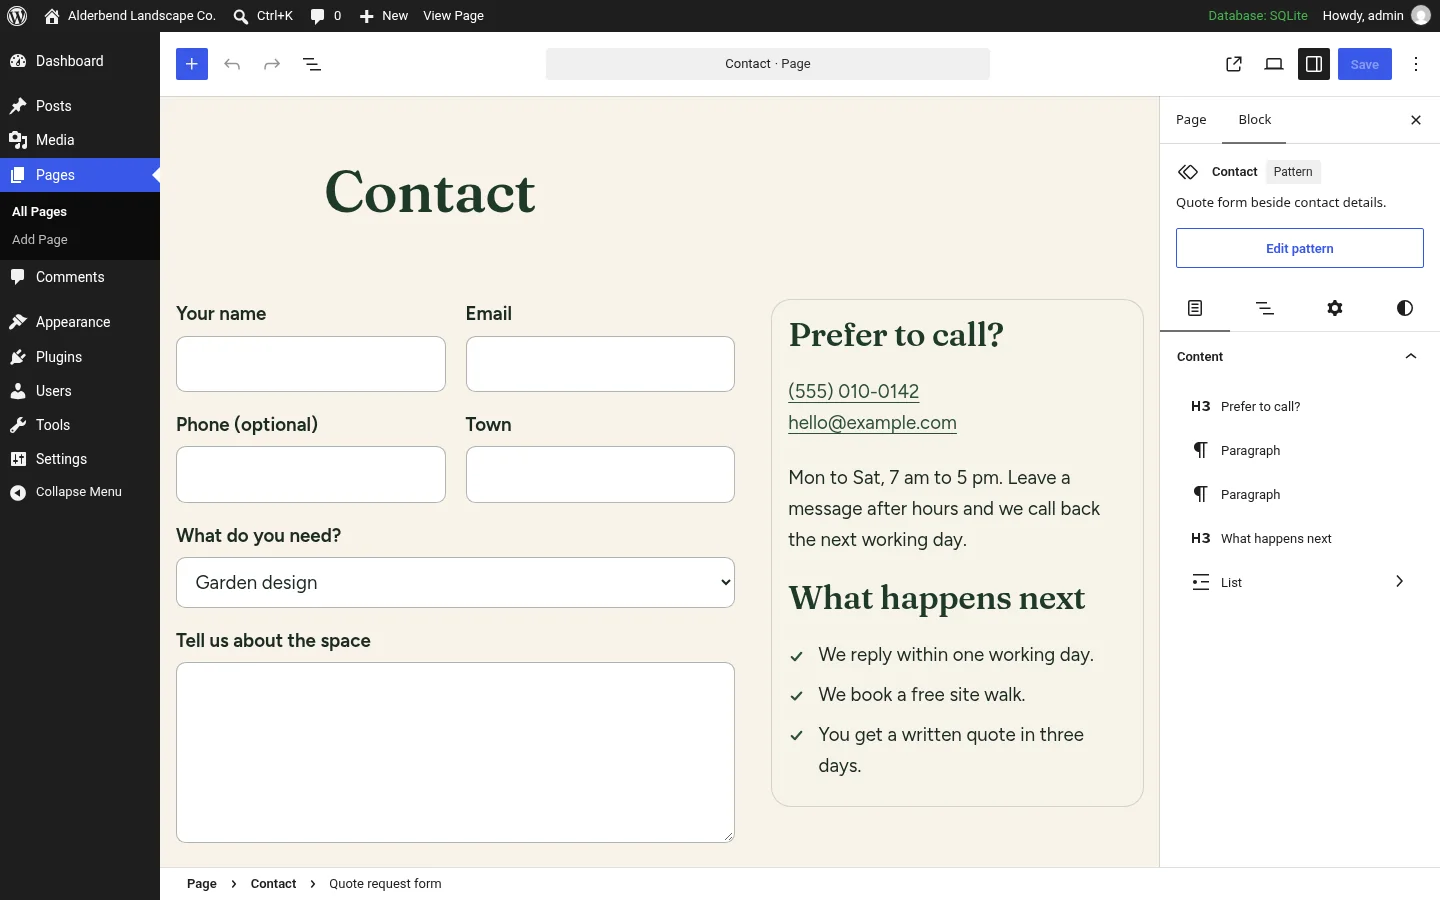 Alderbend Landscape Co.
Ctrl+K
0
New
View Page
Database: SQLite
Howdy, admin
Dashboard
Posts
Media
Pages
All Pages
Add Page
Comments
Appearance
Plugins
Users
Tools
Settings
Collapse Menu
Contact · Page
Save
Contact
Your name
Email
Phone (optional)
Town
What do you need?
Garden design
Tell us about the space
Prefer to call?
(555) 010-0142
hello@example.com
Mon to Sat, 7 am to 5 pm. Leave a
message after hours and we call back
the next working day.
What happens next
We reply within one working day.
We book a free site walk.
You get a written quote in three
days.
Page
Block
Contact
Pattern
Quote form beside contact details.
Edit pattern
Content
H3 Prefer to call?
¶ Paragraph
¶ Paragraph
H3 What happens next
List
Page
Contact
Quote request form